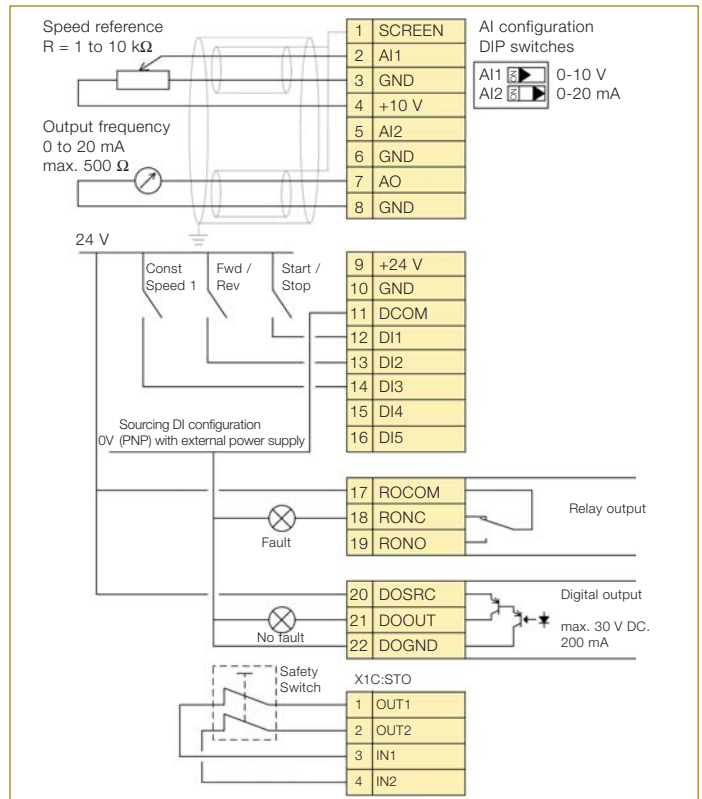 Speed reference
R = 1 to 10 kΩ
AI configuration
DIP switches
AI1 ON 0-10 V
AI2 ON 0-20 mA
1 SCREEN
2 AI1
3 GND
4 +10 V
5 AI2
6 GND
7 AO
8 GND
Output frequency
0 to 20 mA
max. 500 Ω
24 V
Const
Speed 1
Fwd /
Rev
Start /
Stop
9 +24 V
10 GND
11 DCOM
12 DI1
13 DI2
14 DI3
15 DI4
16 DI5
Sourcing DI configuration
0V (PNP) with external power supply
17 ROCOM
18 RONC
19 RONO
Relay output
Fault
20 DOSRC
21 DOOUT
22 DOGND
Digital output
max. 30 V DC.
200 mA
No fault
Safety
Switch
X1C:STO
1 OUT1
2 OUT2
3 IN1
4 IN2